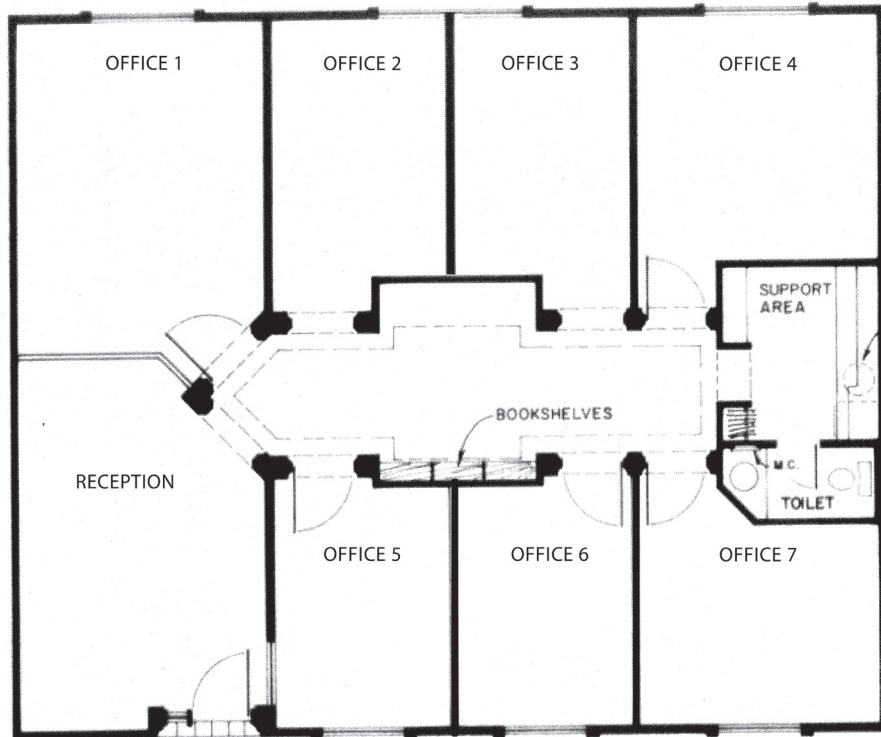 OFFICE 1
OFFICE 2
OFFICE 3
OFFICE 4
SUPPORT
AREA
BOOKSHELVES
RECEPTION
M.C.
TOILET
OFFICE 5
OFFICE 6
OFFICE 7